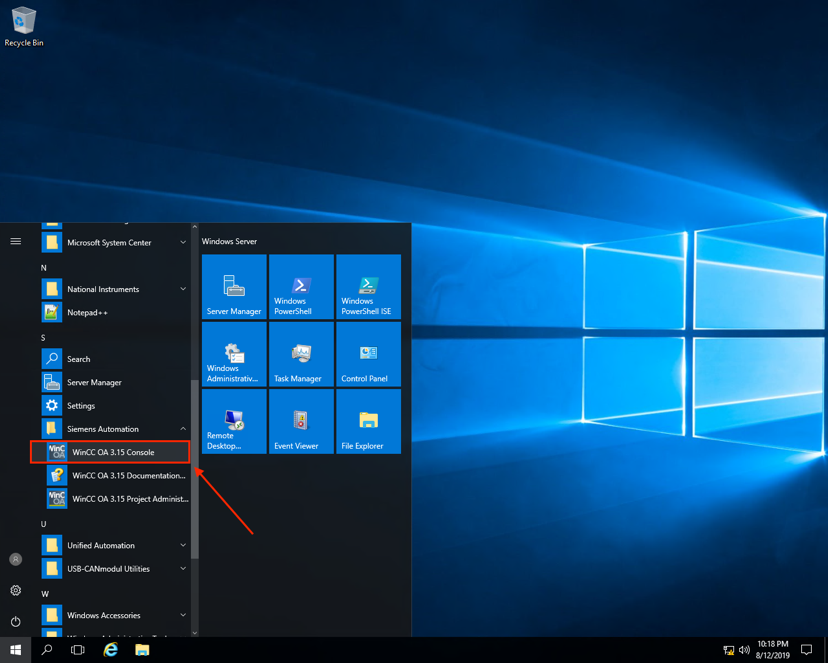 Recycle Bin
Microsoft System Center
N
National Instruments
Notepad++
S
Search
Server Manager
Settings
Siemens Automation
WinCC OA 3.15 Console
WinCC OA 3.15 Documentation...
WinCC OA 3.15 Project Administ...
U
Unified Automation
USB-CANmodul Utilities
W
Windows Accessories
Windows Server
Server Manager
Windows
PowerShell
Windows
PowerShell ISE
Windows
Administrativ...
Task Manager
Control Panel
Remote
Desktop...
Event Viewer
File Explorer
10:18 PM
8/12/2019